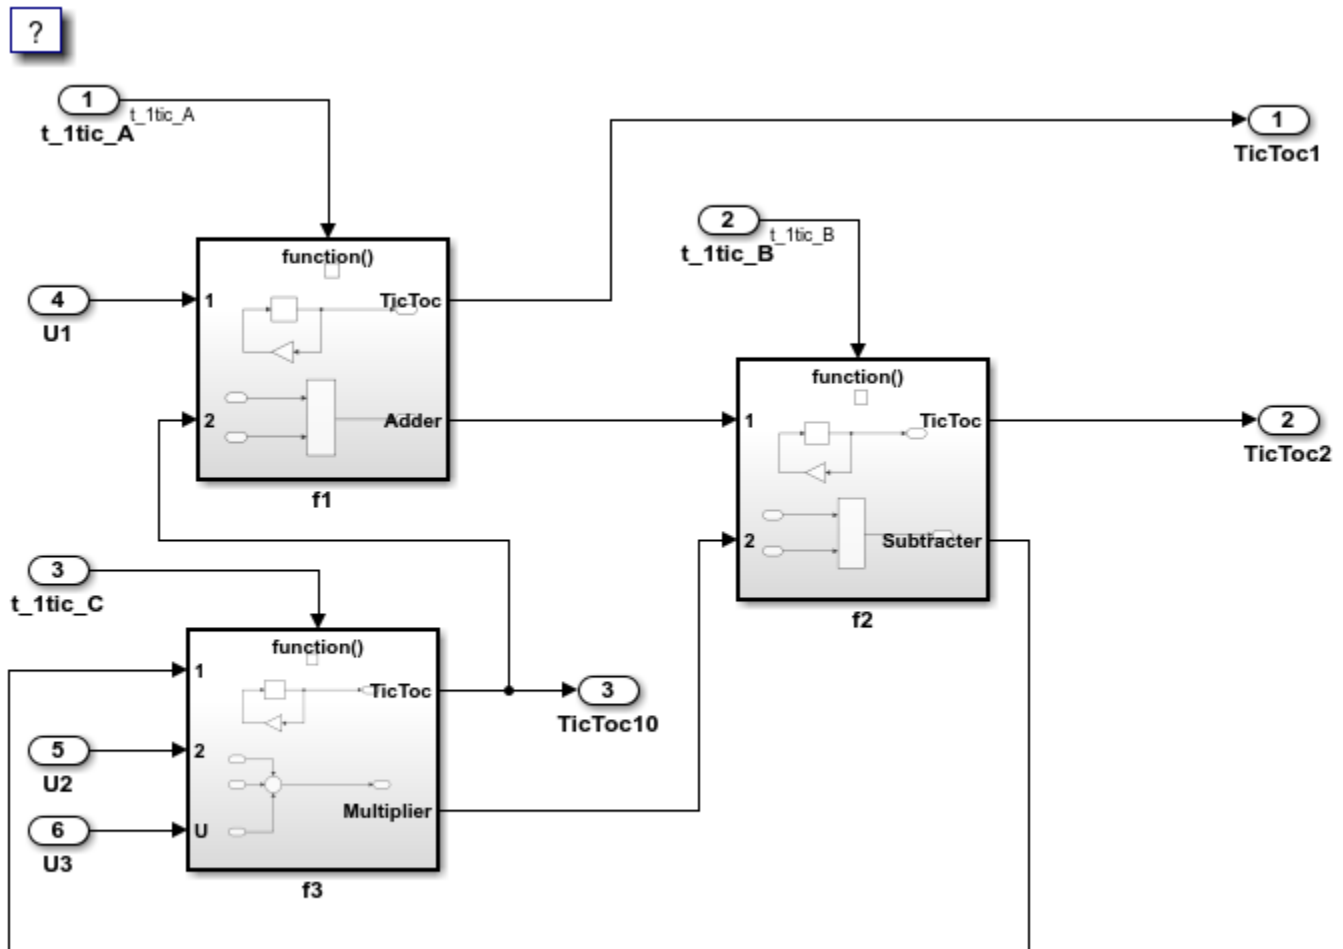 ?
1
t_1tic_A
t_1tic_A
1
TicToc1
2
t_1tic_B
t_1tic_B
function()
4
U1
1
TicToc
2
Adder
f1
function()
1
TicToc
2
TicToc2
2
Subtracter
f2
3
t_1tic_C
function()
1
TicToc
3
TicToc10
5
U2
2
Multiplier
6
U3
U
f3